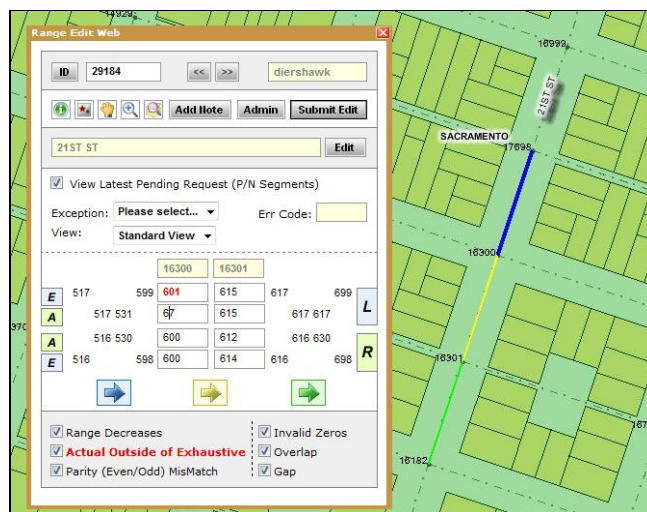 Range Edit Web
ID 29184 << >> diershawk
Add Note Admin Submit Edit
21ST ST Edit
View Latest Pending Request (P/N Segments)
Exception: Please select... Err Code:
View: Standard View
16300 16301
E 517 599 601 615 617 699 L
A 517 531 67 615 617 617
A 516 530 600 612 616 630 R
E 516 598 600 614 616 698
Range Decreases Invalid Zeros
Actual Outside of Exhaustive Overlap
Parity (Even/Odd) MisMatch Gap
14929
16999
21ST ST
SACRAMENTO
17698
16300
16301
16182